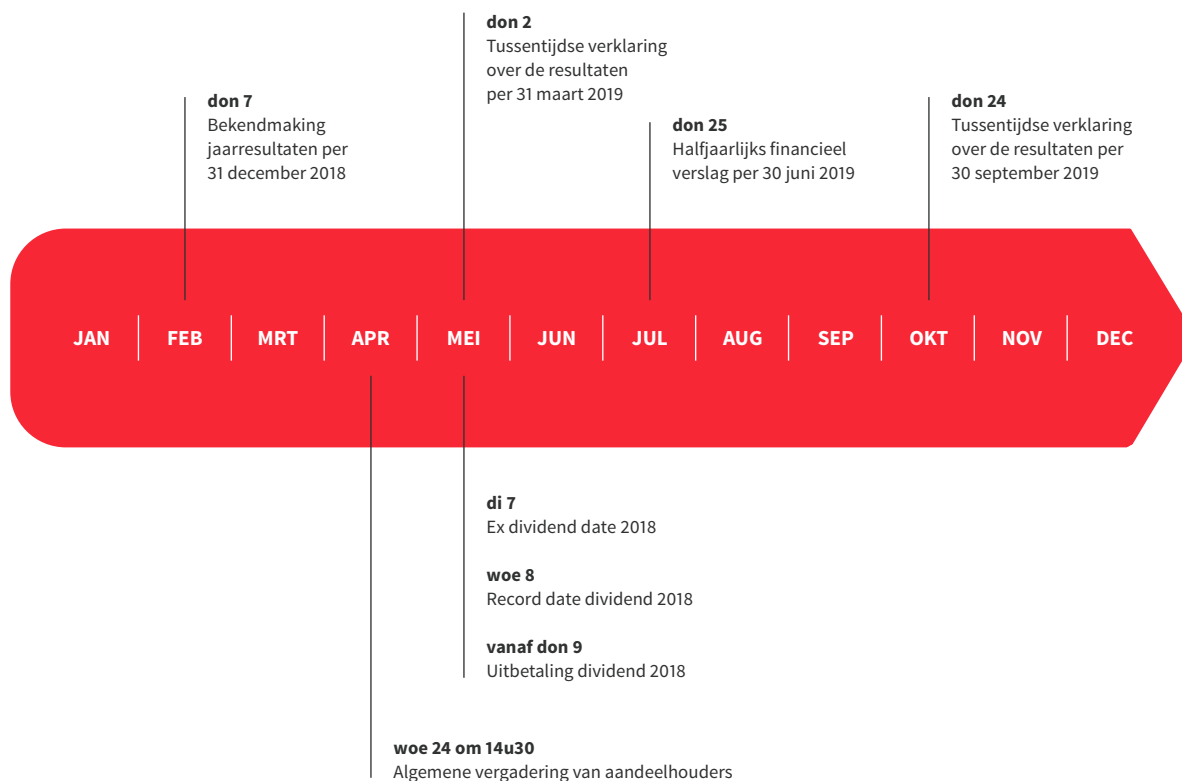 don 2
Tussentijdse verklaring
over de resultaten
per 31 maart 2019
don 7
Bekendmaking
jaarresultaten per
31 december 2018
don 25
Halfjaarlijks financieel
verslag per 30 juni 2019
don 24
Tussentijdse verklaring
over de resultaten per
30 september 2019
JAN FEB MRT APR MEI JUN JUL AUG SEP OKT NOV DEC
di 7
Ex dividend date 2018
woe 8
Record date dividend 2018
vanaf don 9
Uitbetaling dividend 2018
woe 24 om 14u30
Algemene vergadering van aandeelhouders